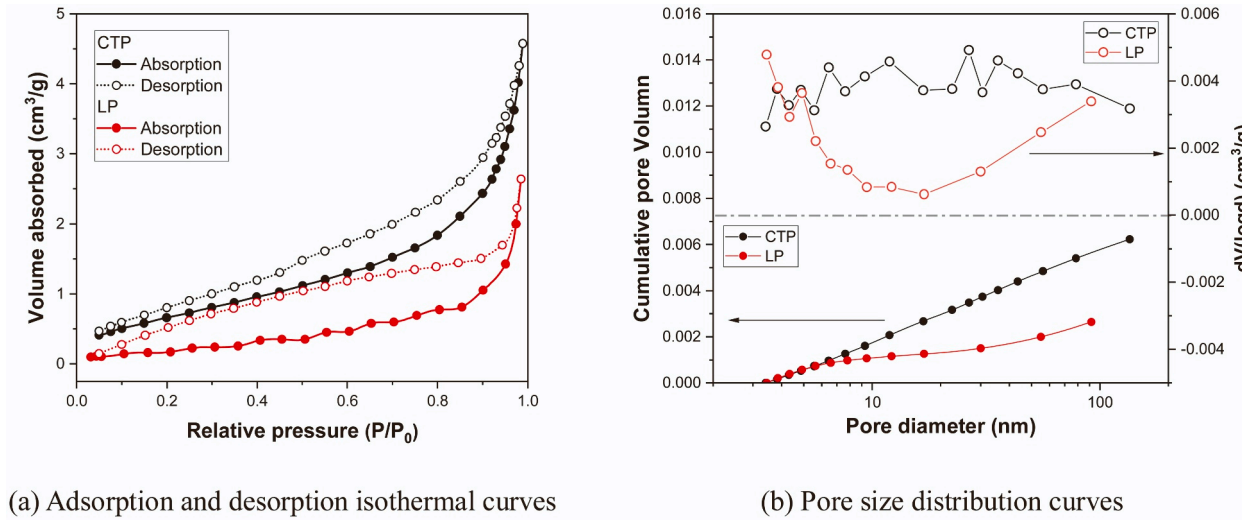 5
4
3
2
1
0
Volume absorbed (cm³/g)
CTP
Absorption
Desorption
LP
Absorption
Desorption
0.0 0.2 0.4 0.6 0.8 1.0
Relative pressure (P/P₀)
(a) Adsorption and desorption isothermal curves
0.016
0.014
0.012
0.010
0.008
0.006
0.004
0.002
0.000
Cumulative pore Volumn
CTP
LP
CTP
LP
0.006
0.004
0.002
0.000
-0.002
-0.004
dV/(logd) (cm³/g)
10 100
Pore diameter (nm)
(b) Pore size distribution curves